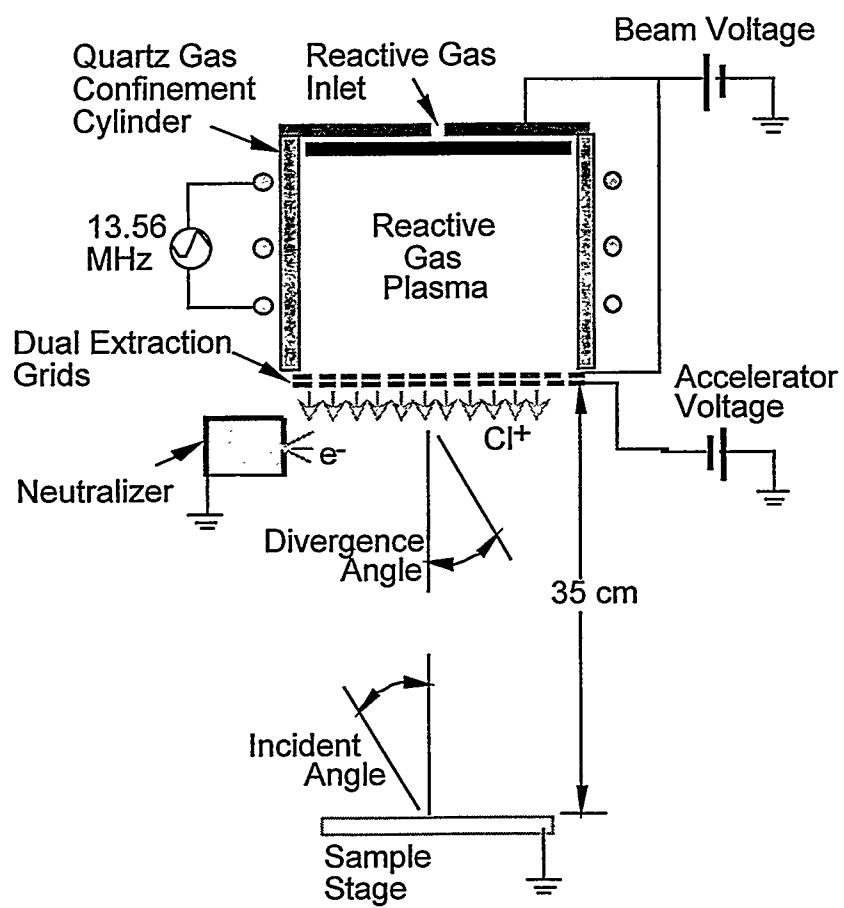 Beam Voltage
Quartz Gas
Confinement
Cylinder
Reactive Gas
Inlet
13.56
MHz
Reactive
Gas
Plasma
Dual Extraction
Grids
Accelerator
Voltage
Cl+
e-
Neutralizer
Divergence
Angle
35 cm
Incident
Angle
Sample
Stage